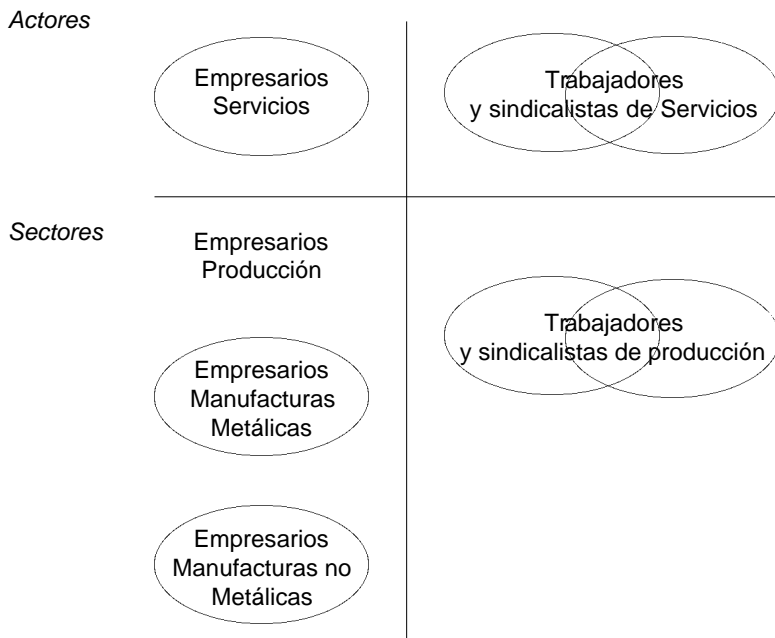 Actores
Empresarios
Servicios
Trabajadores
y sindicalistas de Servicios
Sectores
Empresarios
Producción
Trabajadores
y sindicalistas de producción
Empresarios
Manufacturas
Metálicas
Empresarios
Manufacturas no
Metálicas